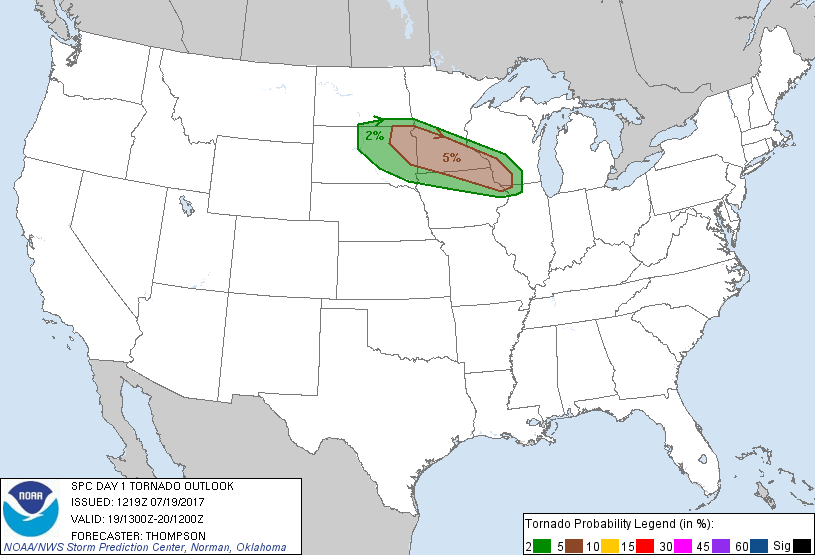 2%
5%
NOAA
SPC DAY 1 TORNADO OUTLOOK
ISSUED: 1219Z 07/19/2017
VALID: 19/1300Z-20/1200Z
FORECASTER: THOMPSON
NOAA/NWS Storm Prediction Center, Norman, Oklahoma
Tornado Probability Legend (in %):
2 5 10 15 30 45 60 Sig